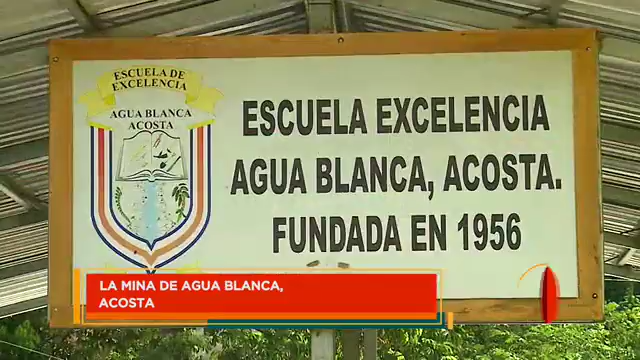 ESCUELA DE
EXCELENCIA
AGUA BLANCA
ACOSTA
ESCUELA EXCELENCIA
AGUA BLANCA, ACOSTA.
FUNDADA EN 1956
LA MINA DE AGUA BLANCA,
ACOSTA